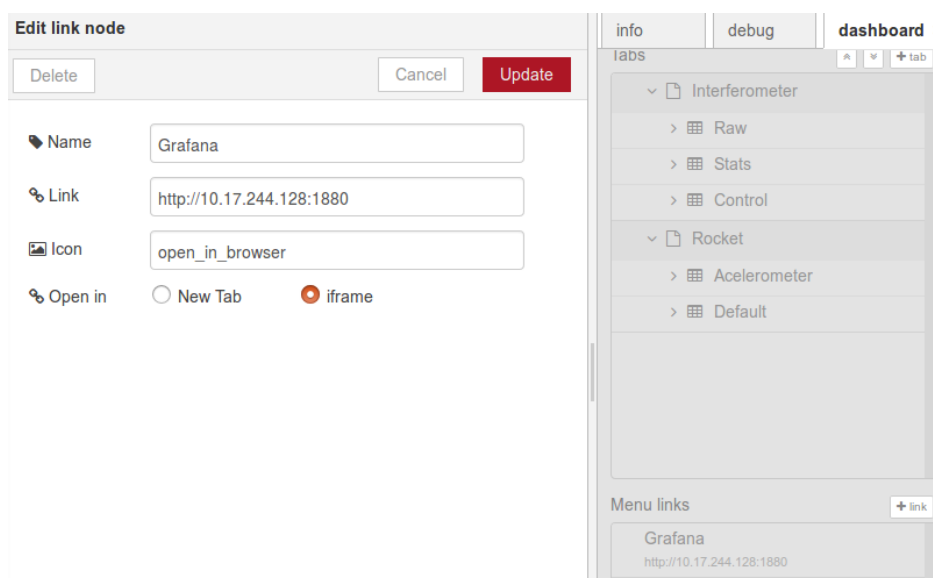 Edit link node
Delete
Cancel
Update
Name
Grafana
Link
http://10.17.244.128:1880
Icon
open_in_browser
Open in
New Tab
iframe
info
debug
dashboard
Tabs
+ tab
Interferometer
Raw
Stats
Control
Rocket
Acelerometer
Default
Menu links
+ link
Grafana
http://10.17.244.128:1880